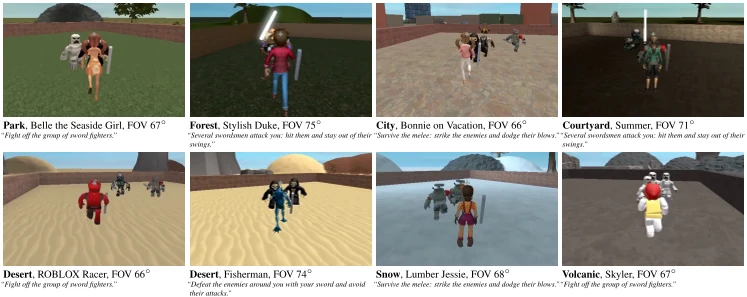 Park, Belle the Seaside Girl, FOV 67°
"Fight off the group of sword fighters."
Forest, Stylish Duke, FOV 75°
"Several swordsmen attack you: hit them and stay out of their
swings."
City, Bonnie on Vacation, FOV 66°
"Survive the melee: strike the enemies and dodge their blows."
Courtyard, Summer, FOV 71°
"Several swordsmen attack you: hit them and stay out of their
swings."
Desert, ROBLOX Racer, FOV 66°
"Fight off the group of sword fighters."
Desert, Fisherman, FOV 74°
"Defeat the enemies around you with your sword and avoid
their attacks."
Snow, Lumber Jessie, FOV 68°
"Survive the melee: strike the enemies and dodge their blows."
Volcanic, Skyler, FOV 67°
"Fight off the group of sword fighters."